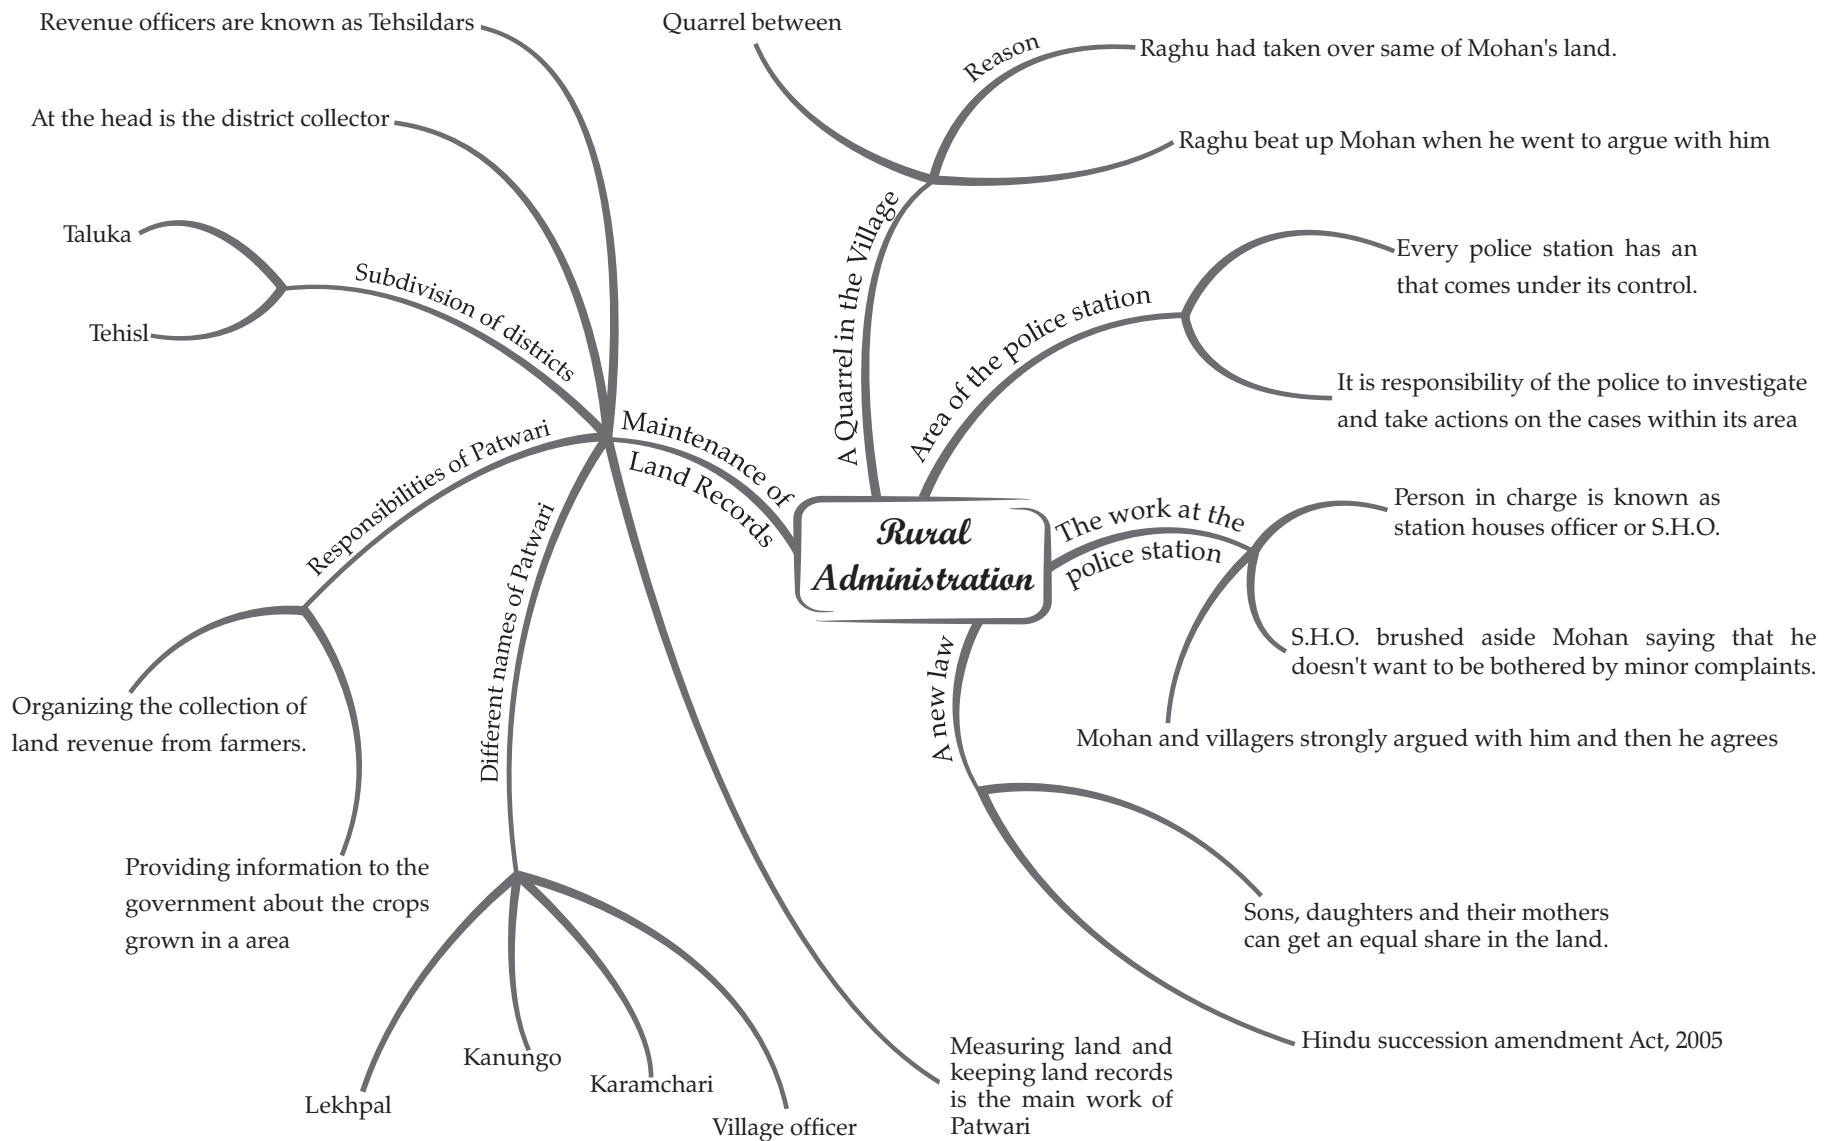 Revenue officers are known as Tehsildars
At the head is the district collector
Taluka
Tehisl
Subdivision of districts
Responsibilities of Patwari
Organizing the collection of
land revenue from farmers.
Providing information to the
government about the crops
grown in a area
Different names of Patwari
Lekhpal
Kanungo
Karamchari
Village officer
Measuring land and
keeping land records
is the main work of
Patwari
Maintenance of
Land Records
Rural
Administration
A Quarrel in the Village
Quarrel between
Reason
Raghu had taken over same of Mohan's land.
Raghu beat up Mohan when he went to argue with him
Area of the police station
Every police station has an
that comes under its control.
It is responsibility of the police to investigate
and take actions on the cases within its area
The work at the
police station
Person in charge is known as
station houses officer or S.H.O.
S.H.O. brushed aside Mohan saying that he
doesn't want to be bothered by minor complaints.
Mohan and villagers strongly argued with him and then he agrees
A new law
Sons, daughters and their mothers
can get an equal share in the land.
Hindu succession amendment Act, 2005